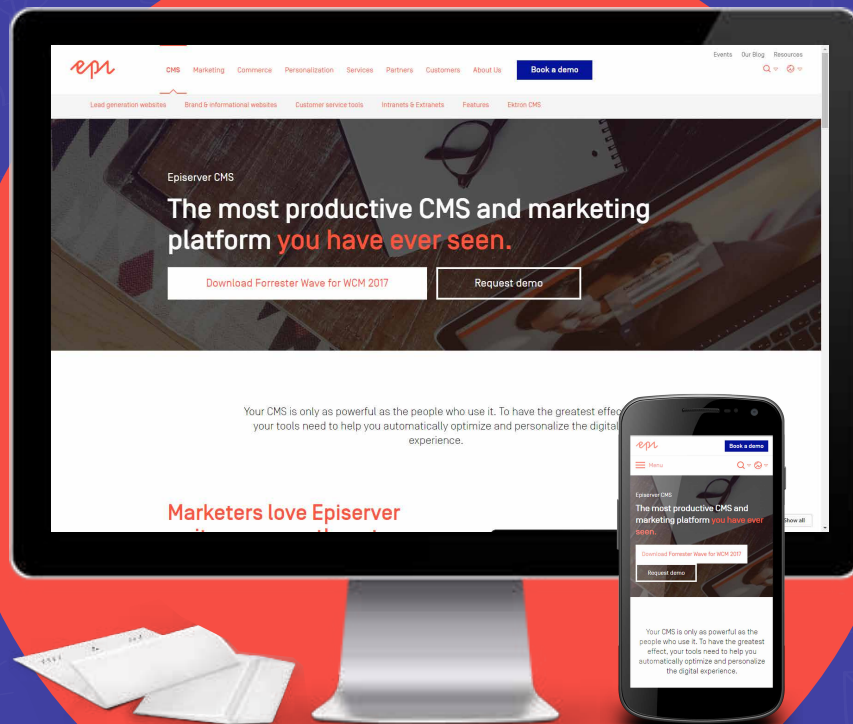 epi
CMS Marketing Commerce Personalization Services Partners Customers About Us Book a demo
Events Our Blog Resources
Lead generation websites Brand & informational websites Customer service tools Intranets & Extranets Features Ektron CMS
Episerver CMS
The most productive CMS and marketing
platform you have ever seen.
Download Forrester Wave for WCM 2017 Request demo
Your CMS is only as powerful as the people who use it. To have the greatest effec
your tools need to help you automatically optimize and personalize the digital
experience.
Marketers love Episerver
Show all
epi Book a demo
Menu
Episerver CMS
The most productive CMS and
marketing platform you have ever
seen.
Download Forrester Wave for WCM 2017
Request demo
Your CMS is only as powerful as the
people who use it. To have the greatest
effect, your tools need to help you
automatically optimize and personalize
the digital experience.